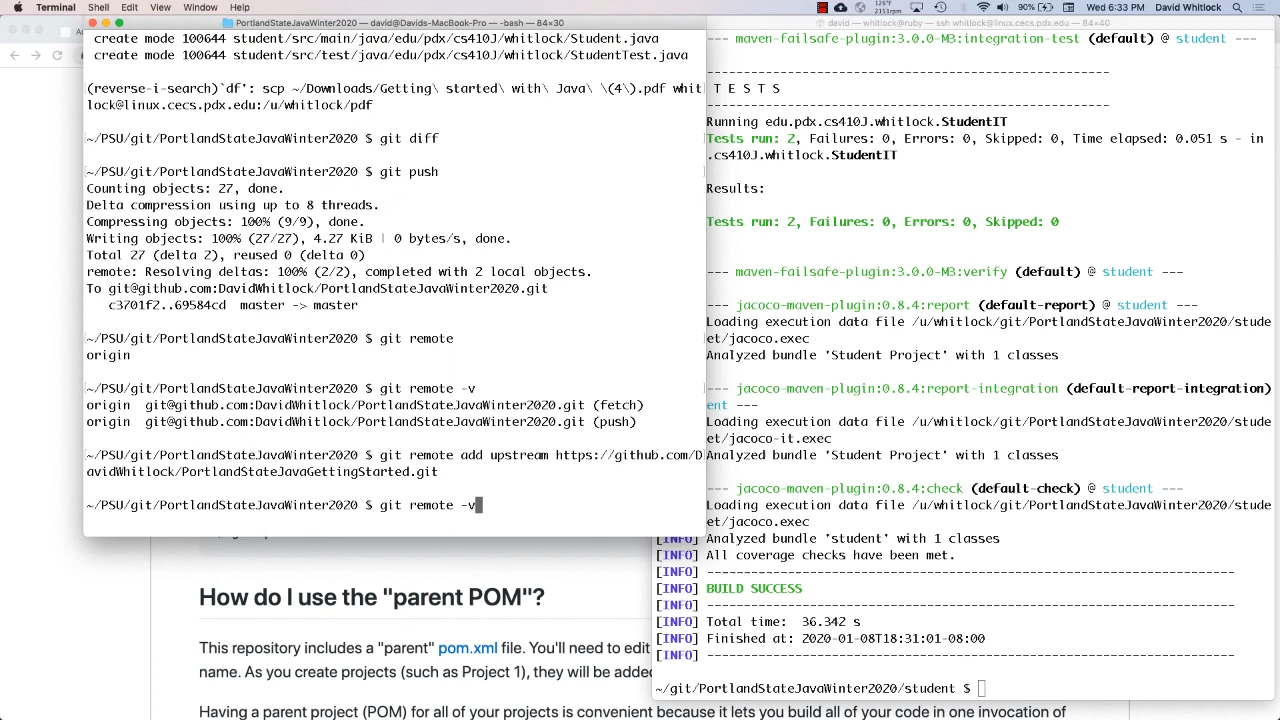 Terminal Shell Edit View Window Help
126°F
2151rpm
90%
Wed 6:33 PM David Whitlock
PortlandStateJavaWinter2020 — david@Davids-MacBook-Pro — -bash — 84×30
create mode 100644 student/src/main/java/edu/pdx/cs410J/whitlock/Student.java
create mode 100644 student/src/test/java/edu/pdx/cs410J/whitlock/StudentTest.java
(reverse-i-search)`df': scp ~/Downloads/Getting\ started\ with\ Java\ \(4\).pdf whit
lock@linux.cecs.pdx.edu:/u/whitlock/pdf
~/PSU/git/PortlandStateJavaWinter2020 $ git diff
~/PSU/git/PortlandStateJavaWinter2020 $ git push
Counting objects: 27, done.
Delta compression using up to 8 threads.
Compressing objects: 100% (9/9), done.
Writing objects: 100% (27/27), 4.27 KiB | 0 bytes/s, done.
Total 27 (delta 2), reused 0 (delta 0)
remote: Resolving deltas: 100% (2/2), completed with 2 local objects.
To git@github.com:DavidWhitlock/PortlandStateJavaWinter2020.git
c3701f2..69584cd master -> master
~/PSU/git/PortlandStateJavaWinter2020 $ git remote
origin
~/PSU/git/PortlandStateJavaWinter2020 $ git remote -v
origin git@github.com:DavidWhitlock/PortlandStateJavaWinter2020.git (fetch)
origin git@github.com:DavidWhitlock/PortlandStateJavaWinter2020.git (push)
~/PSU/git/PortlandStateJavaWinter2020 $ git remote add upstream https://github.com/D
avidWhitlock/PortlandStateJavaGettingStarted.git
~/PSU/git/PortlandStateJavaWinter2020 $ git remote -v
david — whitlock@ruby — ssh whitlock@linux.cecs.pdx.edu — 84×40
--- maven-failsafe-plugin:3.0.0-M3:integration-test (default) @ student ---
-------------------------------------------------------
T E S T S
-------------------------------------------------------
Running edu.pdx.cs410J.whitlock.StudentIT
Tests run: 2, Failures: 0, Errors: 0, Skipped: 0, Time elapsed: 0.051 s - in
.cs410J.whitlock.StudentIT
Results:
Tests run: 2, Failures: 0, Errors: 0, Skipped: 0
--- maven-failsafe-plugin:3.0.0-M3:verify (default) @ student ---
--- jacoco-maven-plugin:0.8.4:report (default-report) @ student ---
Loading execution data file /u/whitlock/git/PortlandStateJavaWinter2020/stude
et/jacoco.exec
Analyzed bundle 'Student Project' with 1 classes
--- jacoco-maven-plugin:0.8.4:report-integration (default-report-integration)
ent ---
Loading execution data file /u/whitlock/git/PortlandStateJavaWinter2020/stude
et/jacoco-it.exec
Analyzed bundle 'Student Project' with 1 classes
--- jacoco-maven-plugin:0.8.4:check (default-check) @ student ---
Loading execution data file /u/whitlock/git/PortlandStateJavaWinter2020/stude
et/jacoco.exec
[INFO] Analyzed bundle 'student' with 1 classes
[INFO] All coverage checks have been met.
[INFO] ------------------------------------------------------------------------
[INFO] BUILD SUCCESS
[INFO] ------------------------------------------------------------------------
[INFO] Total time: 36.342 s
[INFO] Finished at: 2020-01-08T18:31:01-08:00
[INFO] ------------------------------------------------------------------------
~/git/PortlandStateJavaWinter2020/student $
How do I use the "parent POM"?
This repository includes a "parent" pom.xml file. You'll need to edit
name. As you create projects (such as Project 1), they will be added
Having a parent project (POM) for all of your projects is convenient because it lets you build all of your code in one invocation of